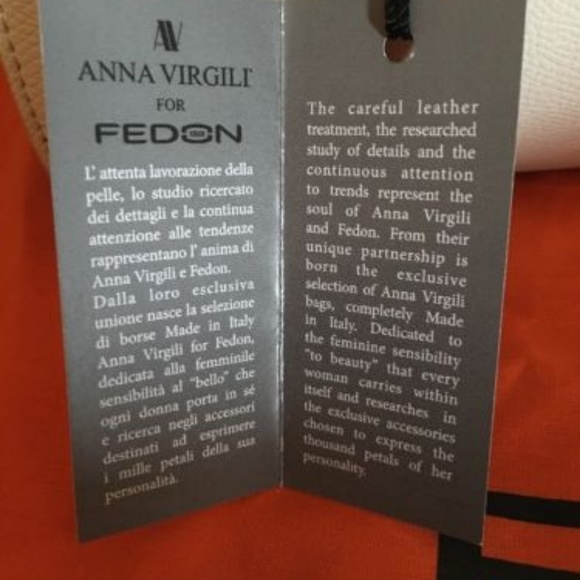 AV
ANNA VIRGILI
FOR
FEDON
L' attenta lavorazione della
pelle, lo studio ricercato
dei dettagli e la continua
attenzione alle tendenze
rappresentano l' anima di
Anna Virgili e Fedon.
Dalla loro esclusiva
unione nasce la selezione
di borse Made in Italy
Anna Virgili for Fedon,
dedicata alla femminile
sensibilità al "bello" che
ogni donna porta in sé
e ricerca negli accessori
destinati ad esprimere
i mille petali della sua
personalità.
The careful leather
treatment, the researched
study of details and the
continuous attention
to trends represent the
soul of Anna Virgili
and Fedon. From their
unique partnership is
born the exclusive
selection of Anna Virgili
bags, completely Made
in Italy. Dedicated to
the feminine sensibility
"to beauty" that every
woman carries within
itself and researches in
the exclusive accessories
chosen to express the
thousand petals of her
personality.